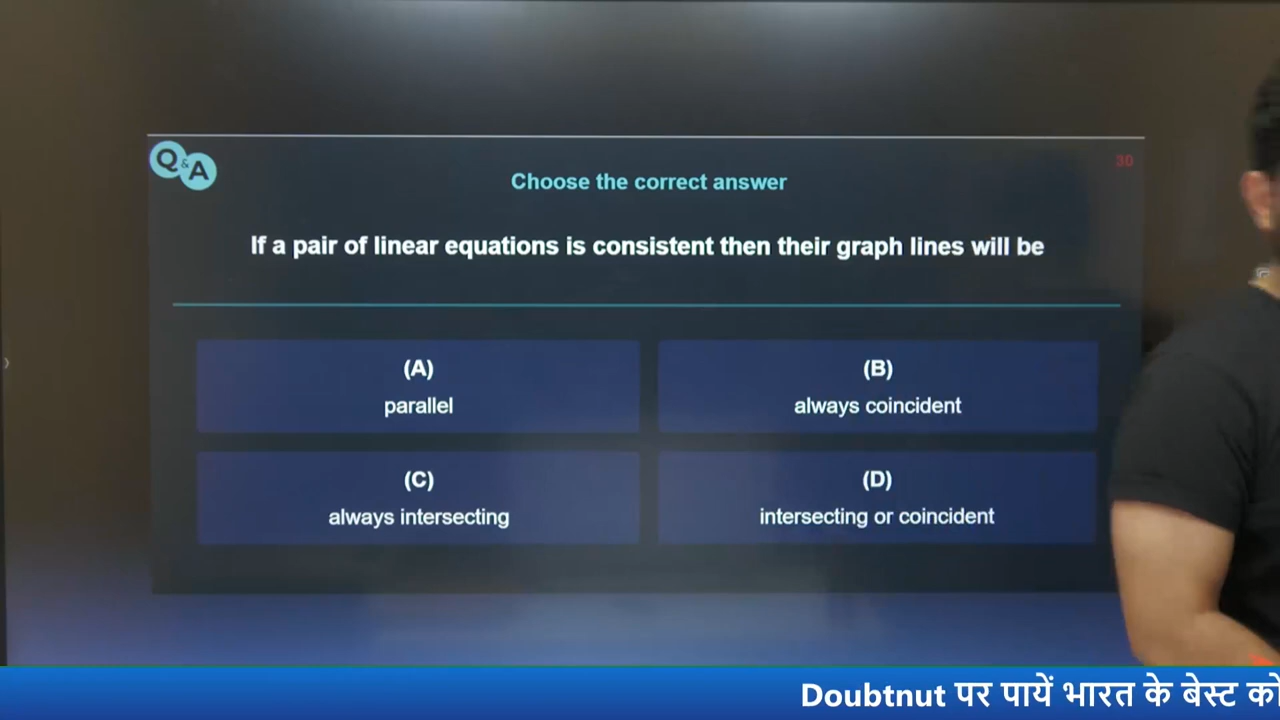 Q&A
30
Choose the correct answer
If a pair of linear equations is consistent then their graph lines will be
(A)
parallel
(B)
always coincident
(C)
always intersecting
(D)
intersecting or coincident
Doubtnut पर पायें भारत के बेस्ट